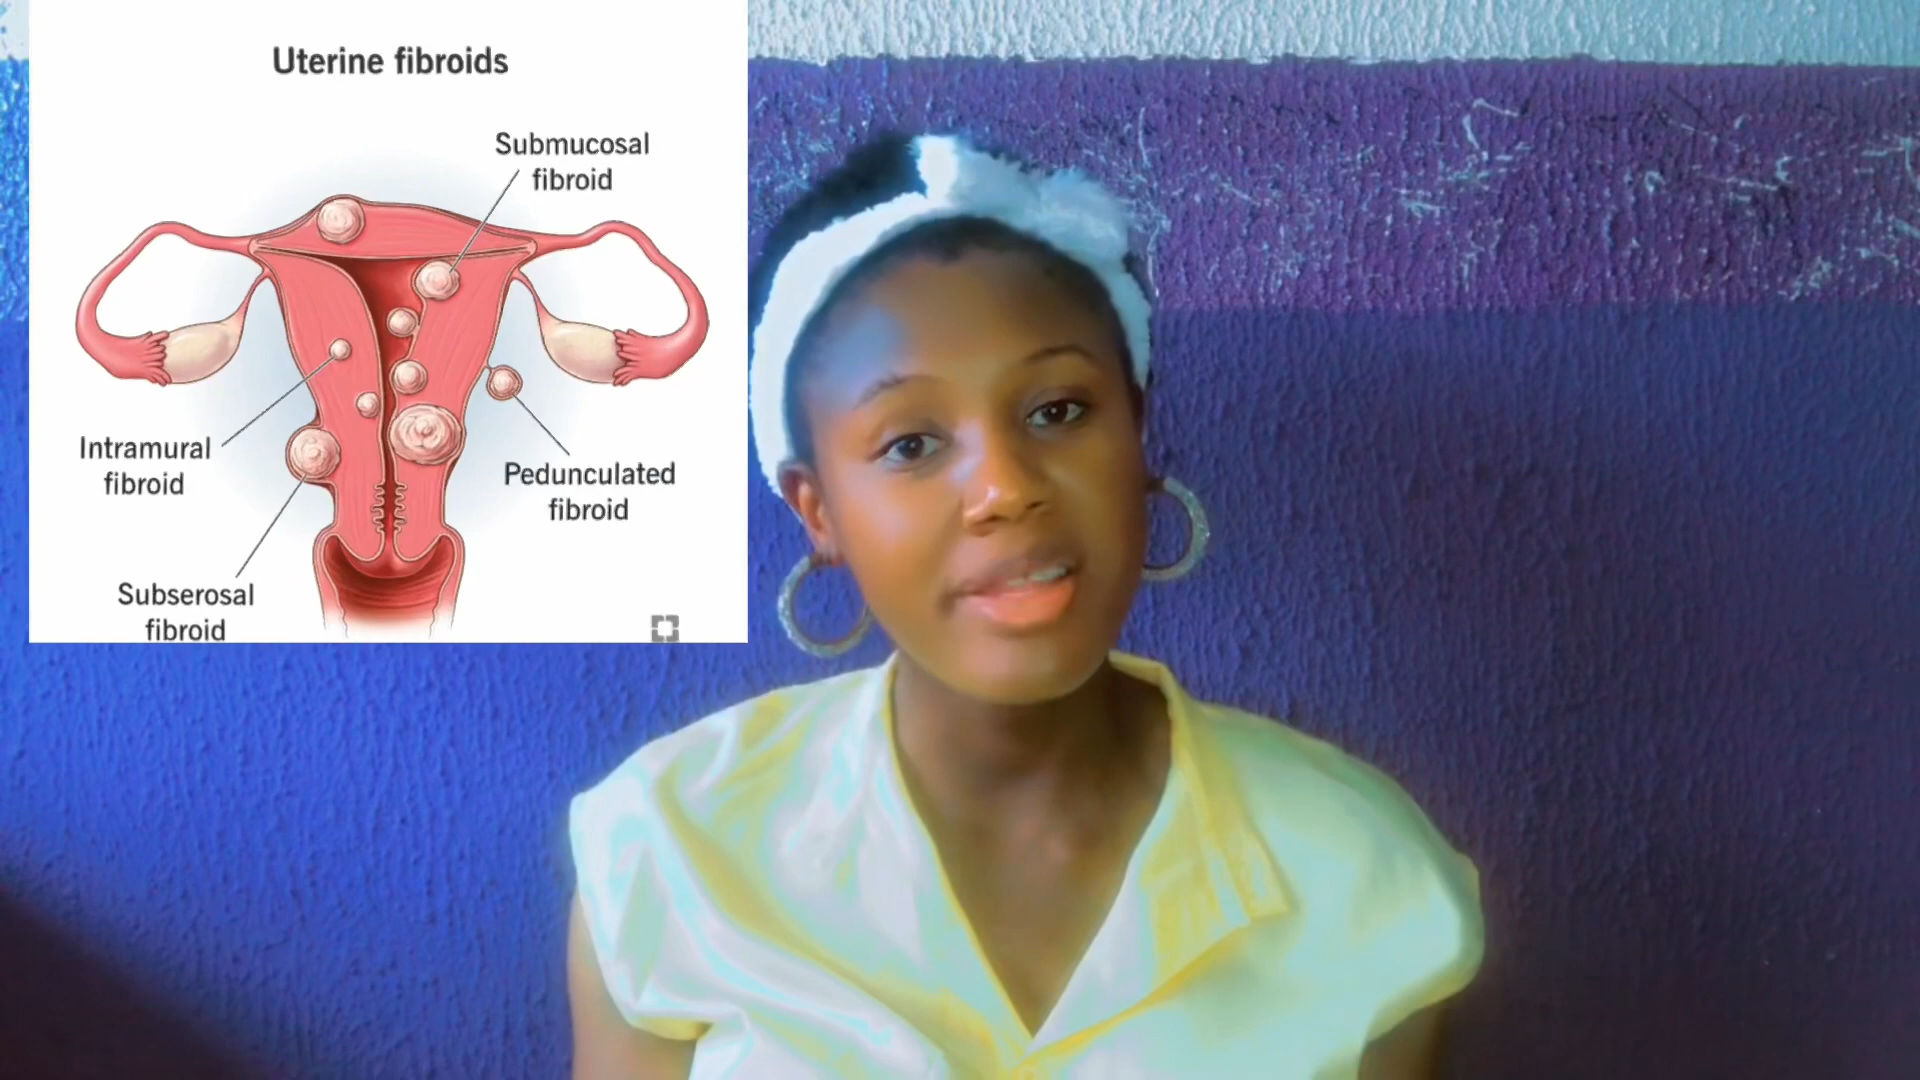 Uterine fibroids
Submucosal
fibroid
Intramural
fibroid
Pedunculated
fibroid
Subserosal
fibroid